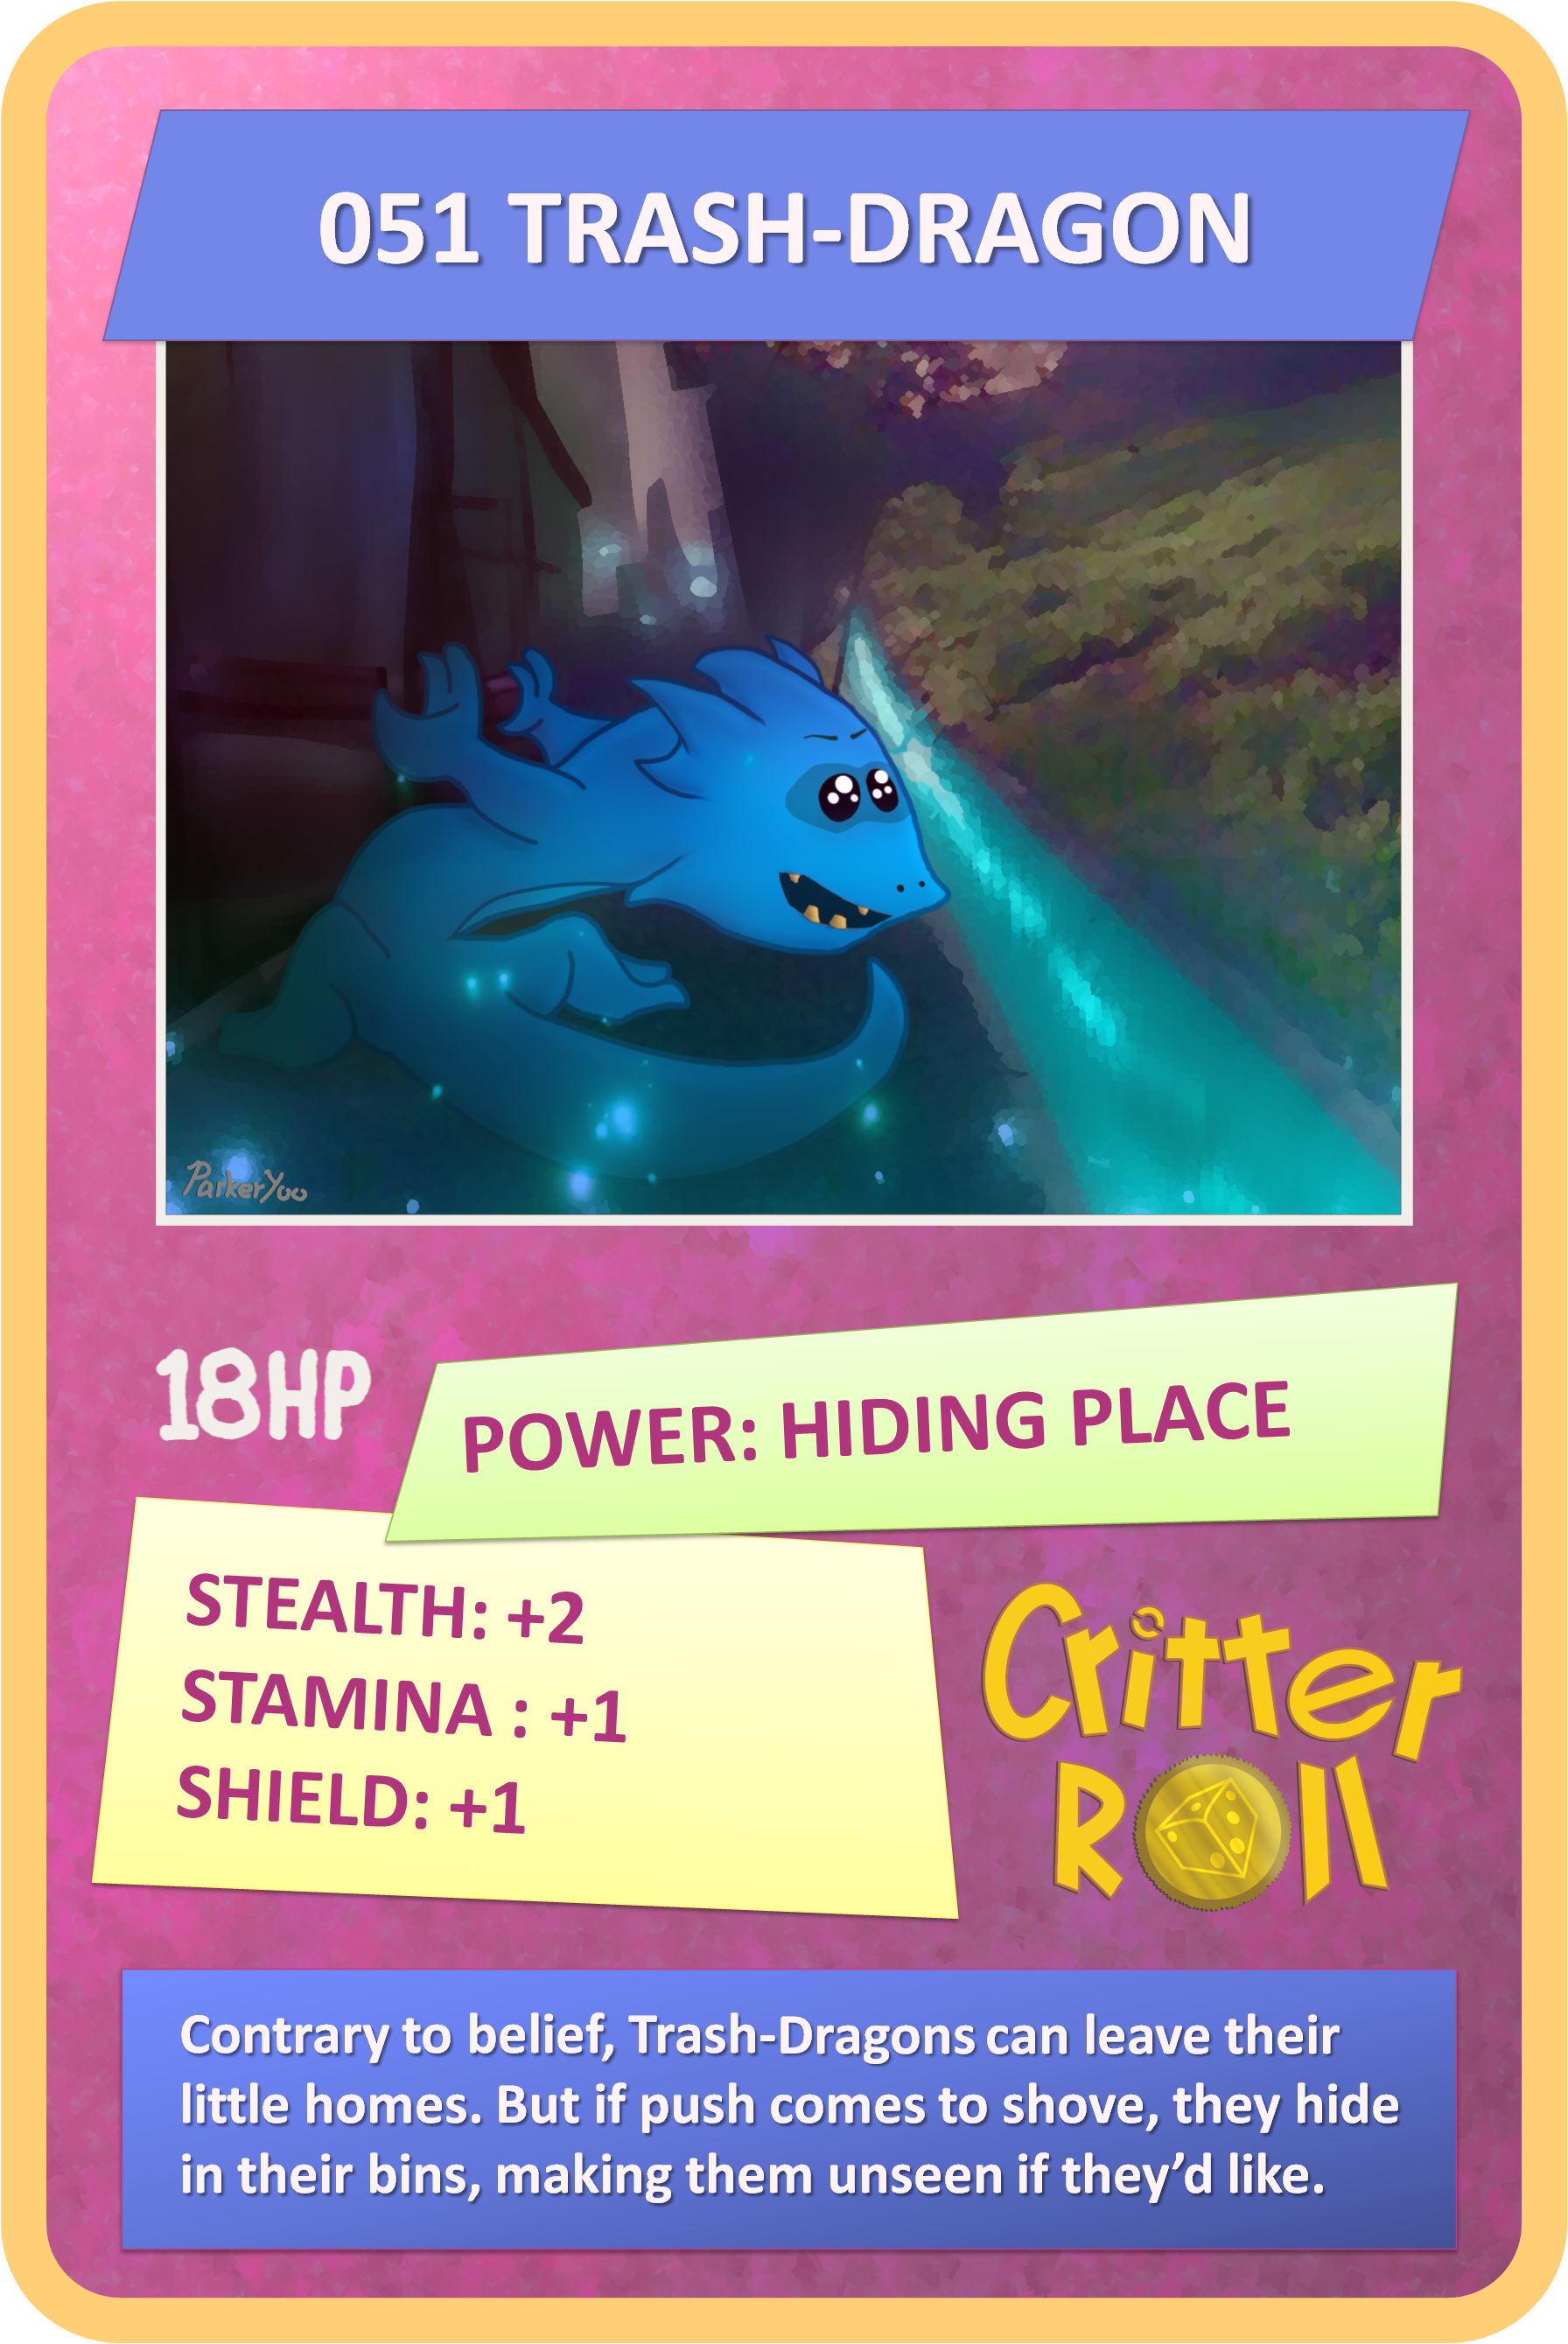 051 TRASH-DRAGON
ParkerYoo
18HP
POWER: HIDING PLACE
STEALTH: +2
STAMINA : +1
SHIELD: +1
Critter
Roll
Contrary to belief, Trash-Dragons can leave their
little homes. But if push comes to shove, they hide
in their bins, making them unseen if they’d like.